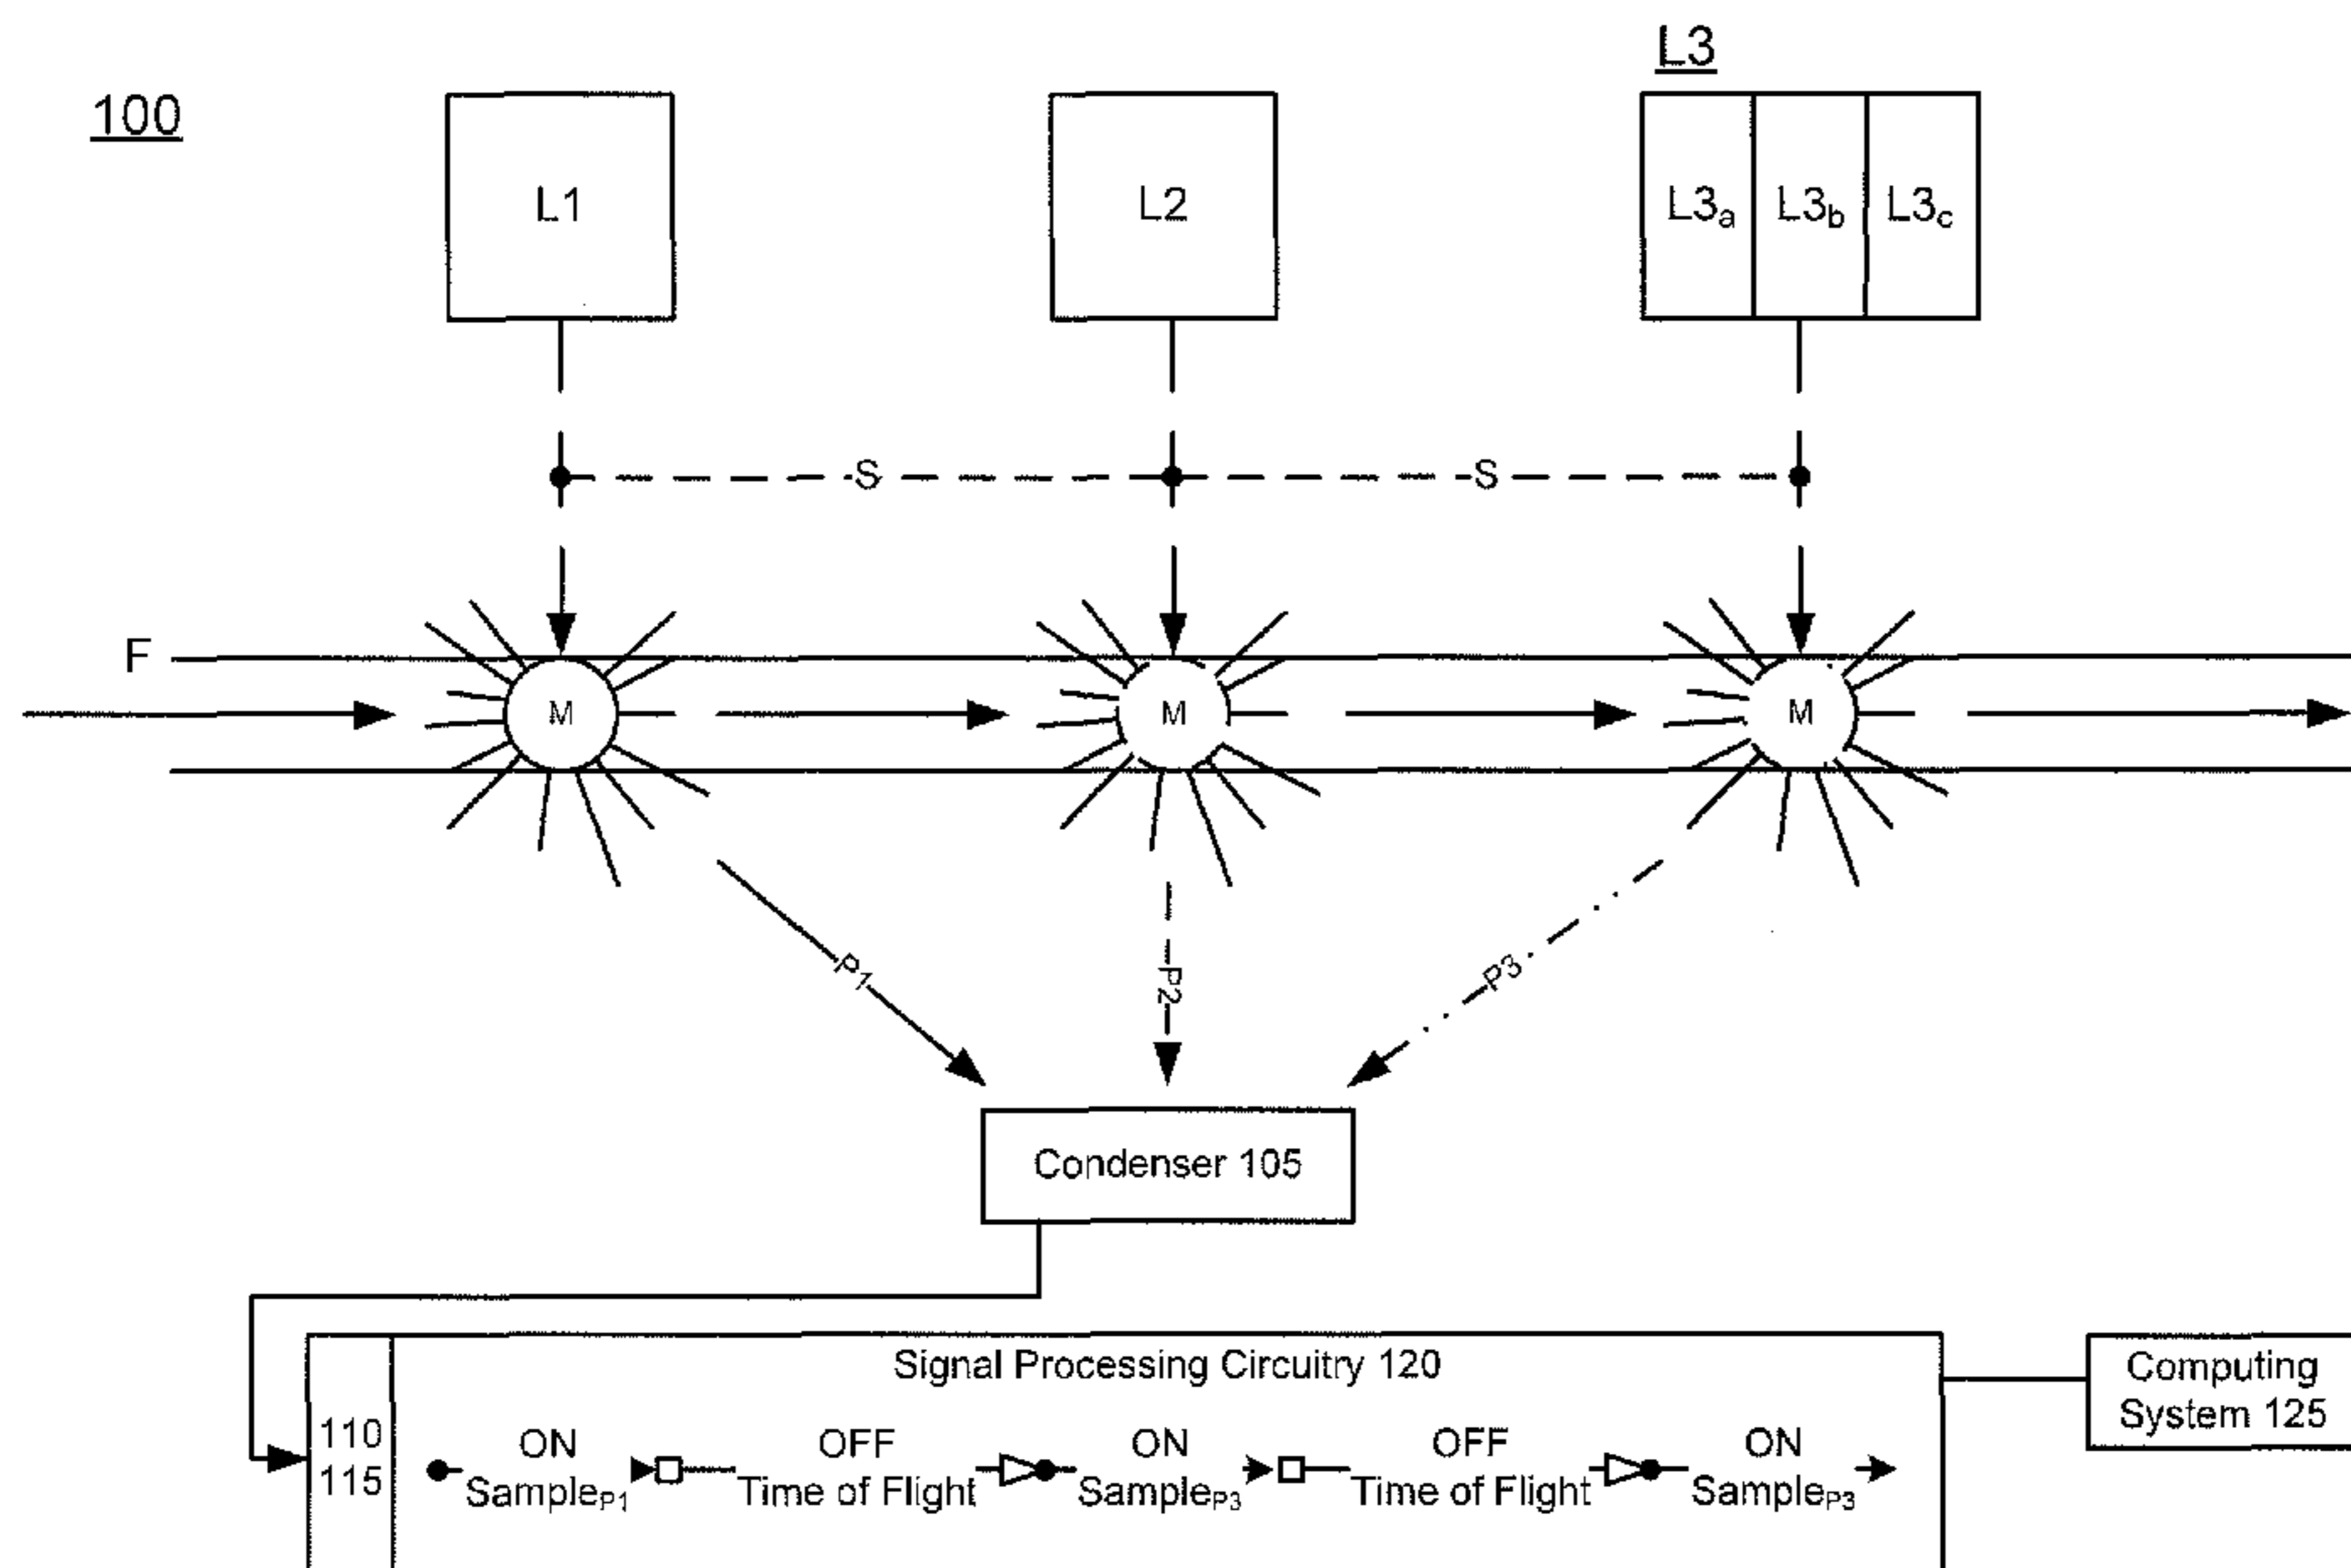 L3
100
L1
L2
L3a
L3b
L3c
S
S
F
M
M
M
P1
P2
P3
Condenser 105
Signal Processing Circuitry 120
Computing
System 125
110
115
ON
SampleP1
OFF
Time of Flight
ON
SampleP3
OFF
Time of Flight
ON
SampleP3